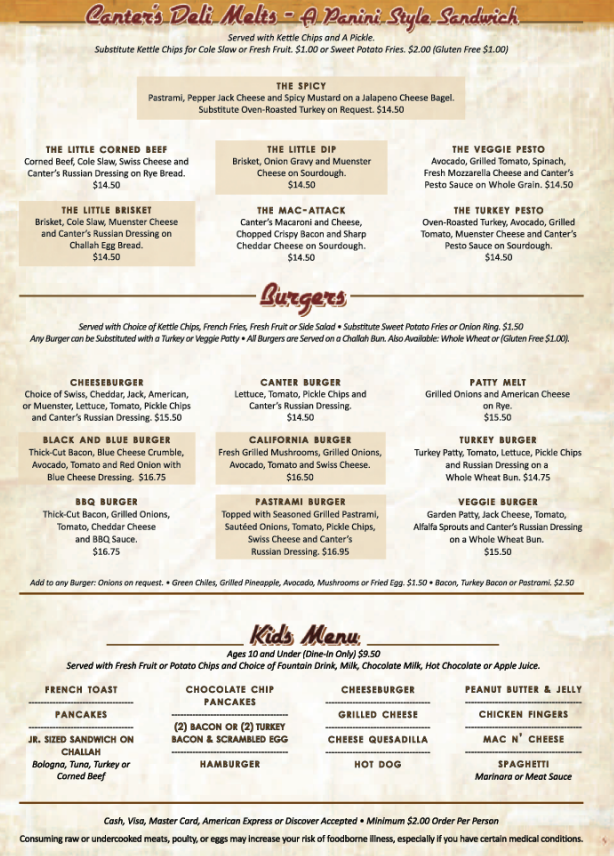 Canter's Deli Melts - A Panini Style Sandwich
Served with Kettle Chips and A Pickle.
Substitute Kettle Chips for Cole Slaw or Fresh Fruit. $1.00 or Sweet Potato Fries. $2.00 (Gluten Free $1.00)
THE SPICY
Pastrami, Pepper Jack Cheese and Spicy Mustard on a Jalapeno Cheese Bagel.
Substitute Oven-Roasted Turkey on Request. $14.50
THE LITTLE CORNED BEEF
Corned Beef, Cole Slaw, Swiss Cheese and
Canter's Russian Dressing on Rye Bread.
$14.50
THE LITTLE DIP
Brisket, Onion Gravy and Muenster
Cheese on Sourdough.
$14.50
THE VEGGIE PESTO
Avocado, Grilled Tomato, Spinach,
Fresh Mozzarella Cheese and Canter's
Pesto Sauce on Whole Grain. $14.50
THE LITTLE BRISKET
Brisket, Cole Slaw, Muenster Cheese
and Canter's Russian Dressing on
Challah Egg Bread.
$14.50
THE MAC-ATTACK
Canter's Macaroni and Cheese,
Chopped Crispy Bacon and Sharp
Cheddar Cheese on Sourdough.
$14.50
THE TURKEY PESTO
Oven-Roasted Turkey, Avocado, Grilled
Tomato, Muenster Cheese and Canter's
Pesto Sauce on Sourdough.
$14.50
Burgers
Served with Choice of Kettle Chips, French Fries, Fresh Fruit or Side Salad • Substitute Sweet Potato Fries or Onion Ring. $1.50
Any Burger can be Substituted with a Turkey or Veggie Patty • All Burgers are Served on a Challah Bun. Also Available: Whole Wheat or (Gluten Free $1.00).
CHEESEBURGER
Choice of Swiss, Cheddar, Jack, American,
or Muenster, Lettuce, Tomato, Pickle Chips
and Canter's Russian Dressing. $15.50
CANTER BURGER
Lettuce, Tomato, Pickle Chips and
Canter's Russian Dressing.
$14.50
PATTY MELT
Grilled Onions and American Cheese
on Rye.
$15.50
BLACK AND BLUE BURGER
Thick-Cut Bacon, Blue Cheese Crumble,
Avocado, Tomato and Red Onion with
Blue Cheese Dressing. $16.75
CALIFORNIA BURGER
Fresh Grilled Mushrooms, Grilled Onions,
Avocado, Tomato and Swiss Cheese.
$16.50
TURKEY BURGER
Turkey Patty, Tomato, Lettuce, Pickle Chips
and Russian Dressing on a
Whole Wheat Bun. $14.75
BBQ BURGER
Thick-Cut Bacon, Grilled Onions,
Tomato, Cheddar Cheese
and BBQ Sauce.
$16.75
PASTRAMI BURGER
Topped with Seasoned Grilled Pastrami,
Sautéed Onions, Tomato, Pickle Chips,
Swiss Cheese and Canter's
Russian Dressing. $16.95
VEGGIE BURGER
Garden Patty, Jack Cheese, Tomato,
Alfalfa Sprouts and Canter's Russian Dressing
on a Whole Wheat Bun.
$15.50
Add to any Burger: Onions on request. • Green Chiles, Grilled Pineapple, Avocado, Mushrooms or Fried Egg. $1.50 • Bacon, Turkey Bacon or Pastrami. $2.50
Kid's Menu
Ages 10 and Under (Dine-In Only) $9.50
Served with Fresh Fruit or Potato Chips and Choice of Fountain Drink, Milk, Chocolate Milk, Hot Chocolate or Apple Juice.
FRENCH TOAST
PANCAKES
JR. SIZED SANDWICH ON
CHALLAH
Bologna, Tuna, Turkey or
Corned Beef
CHOCOLATE CHIP
PANCAKES
(2) BACON OR (2) TURKEY
BACON & SCRAMBLED EGG
HAMBURGER
CHEESEBURGER
GRILLED CHEESE
CHEESE QUESADILLA
HOT DOG
PEANUT BUTTER & JELLY
CHICKEN FINGERS
MAC N' CHEESE
SPAGHETTI
Marinara or Meat Sauce
Cash, Visa, Master Card, American Express or Discover Accepted • Minimum $2.00 Order Per Person
Consuming raw or undercooked meats, poulty, or eggs may increase your risk of foodborne illness, especially if you have certain medical conditions.